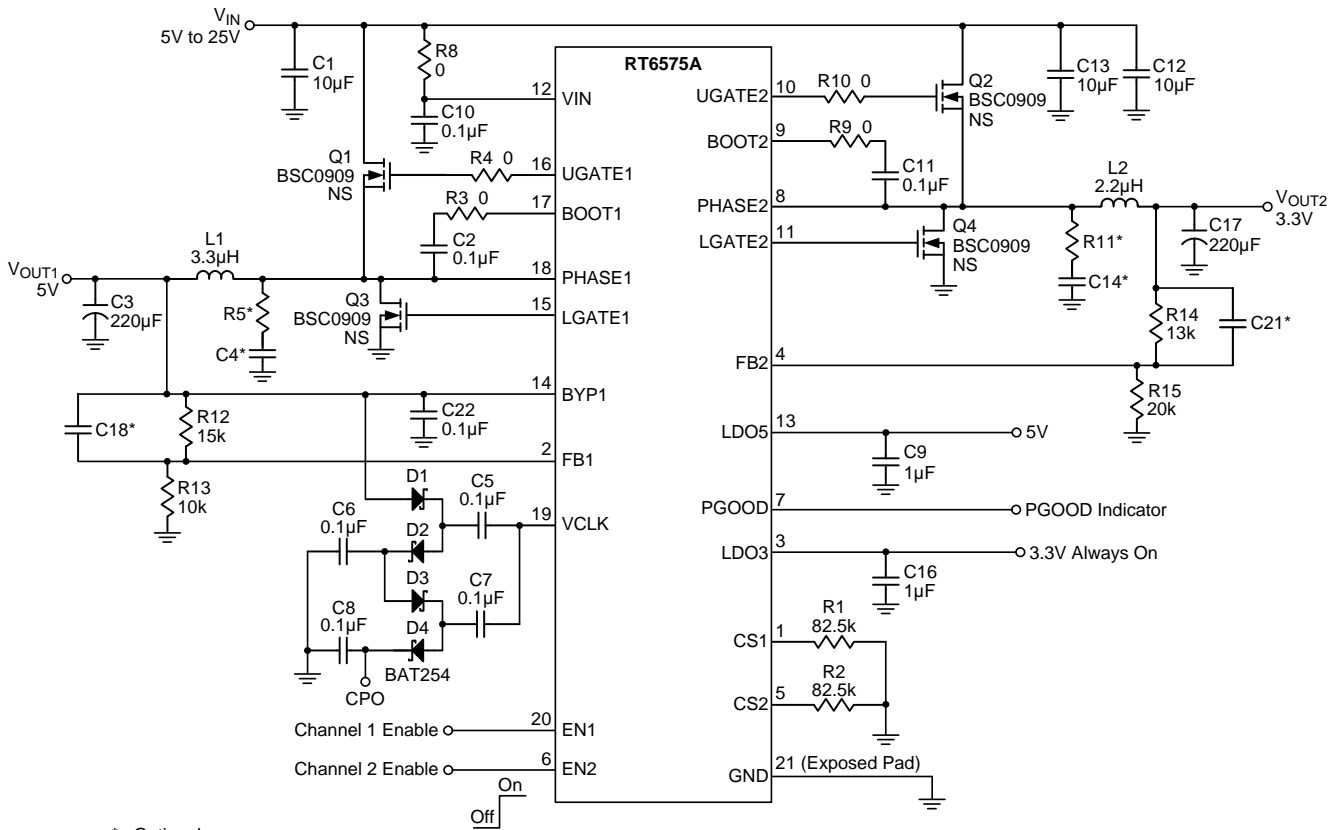 VIN
5V to 25V
C1
10µF
R8
0
12
VIN
C10
0.1µF
RT6575A
UGATE2
10
R10 0
Q2
BSC0909
NS
C13
10µF
C12
10µF
BOOT2
9
R9 0
C11
0.1µF
Q1
BSC0909
NS
R4 0
16
UGATE1
R3 0
17
BOOT1
C2
0.1µF
PHASE2
8
L2
2.2µH
VOUT2
3.3V
LGATE2
11
Q4
BSC0909
NS
R11*
C14*
C17
220µF
VOUT1
5V
L1
3.3µH
18
PHASE1
C3
220µF
R5*
C4*
Q3
BSC0909
NS
15
LGATE1
R14
13k
C21*
FB2
4
R15
20k
14
BYP1
C18*
R12
15k
C22
0.1µF
2
FB1
R13
10k
LDO5
13
5V
C9
1µF
D1
C5
0.1µF
C6
0.1µF
D2
19
VCLK
PGOOD
7
PGOOD Indicator
D3
C7
0.1µF
LDO3
3
3.3V Always On
C16
1µF
C8
0.1µF
D4
BAT254
CPO
CS1
1
R1
82.5k
CS2
5
R2
82.5k
Channel 1 Enable
20
EN1
Channel 2 Enable
6
EN2
GND
21 (Exposed Pad)
On
Off